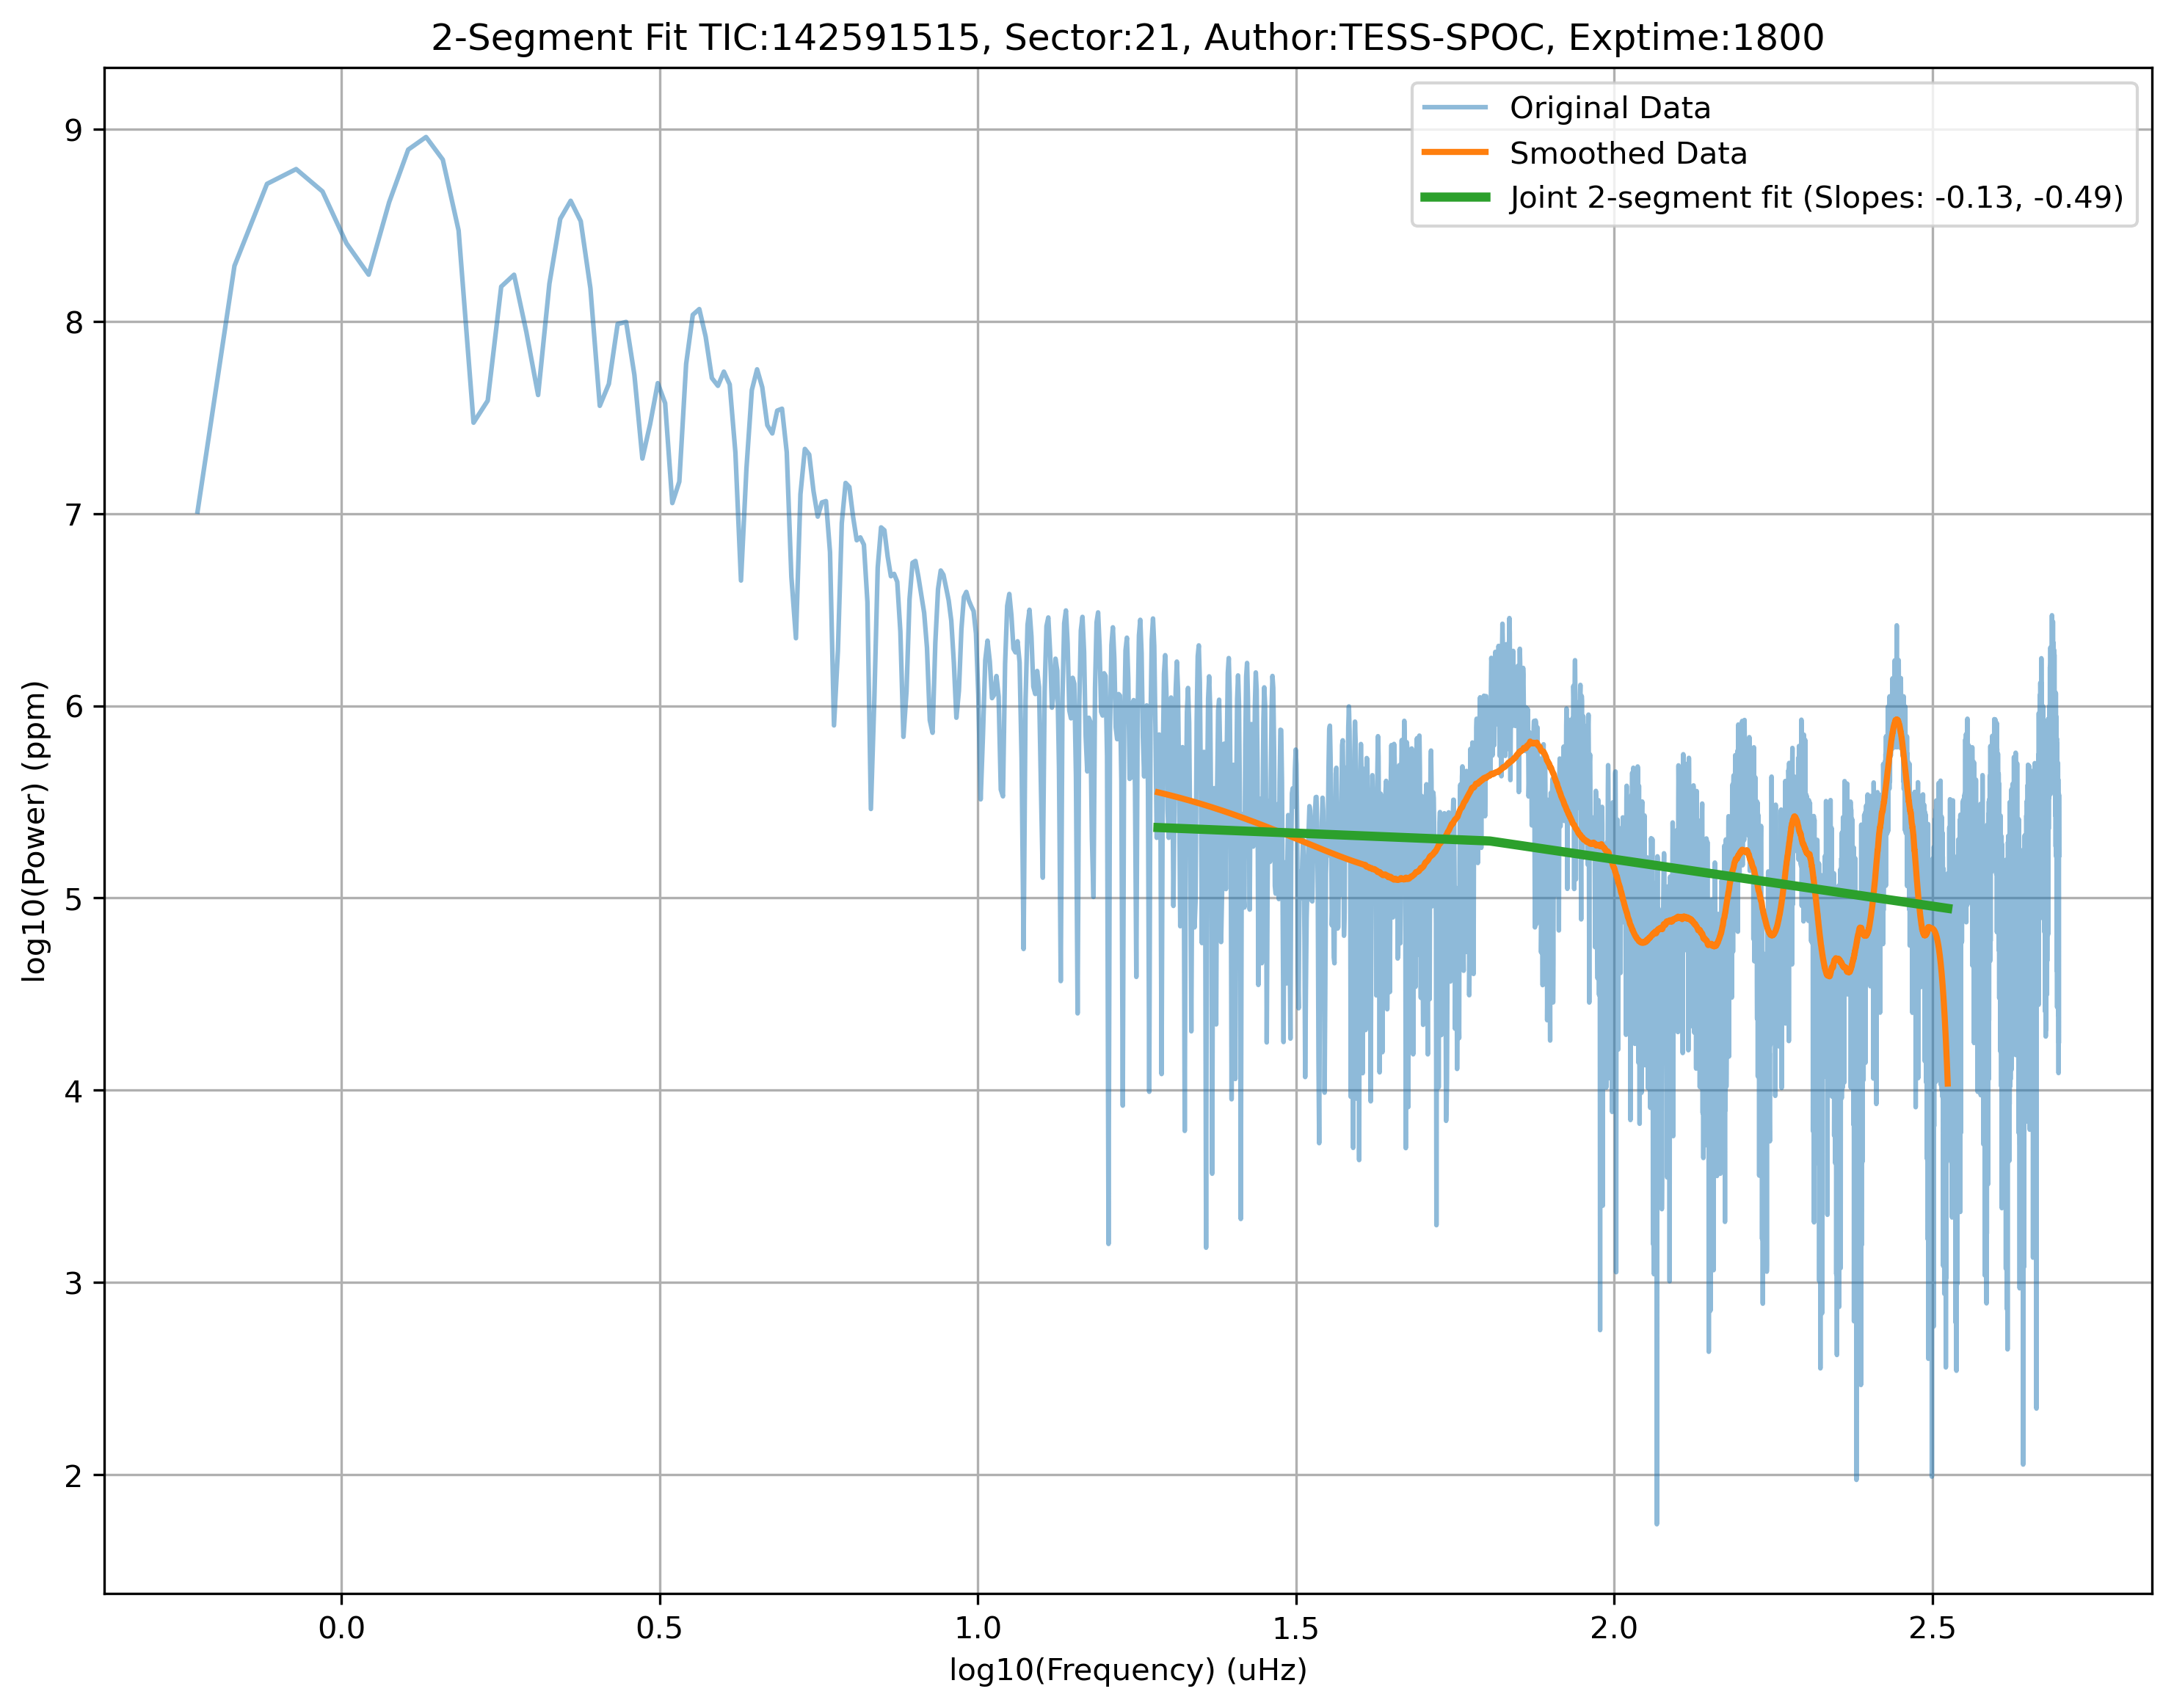 2-Segment Fit TIC:142591515, Sector:21, Author:TESS-SPOC, Exptime:1800
Original Data
Smoothed Data
Joint 2-segment fit (Slopes: -0.13, -0.49)
log10(Power) (ppm)
9
8
7
6
5
4
3
2
0.0 0.5 1.0 1.5 2.0 2.5
log10(Frequency) (uHz)